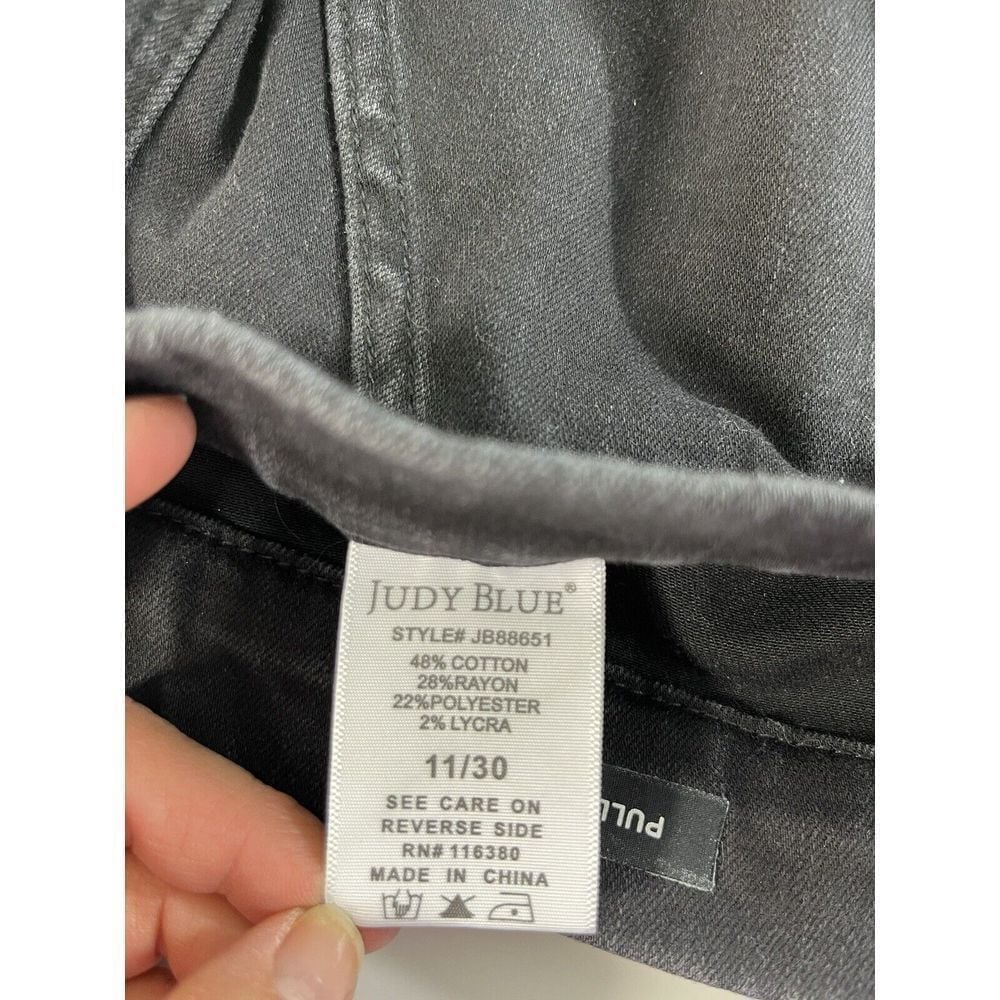 JUDY BLUE®
STYLE# JB88651
48% COTTON
28%RAYON
22%POLYESTER
2% LYCRA
11/30
SEE CARE ON
REVERSE SIDE
RN# 116380
MADE IN CHINA
PULL